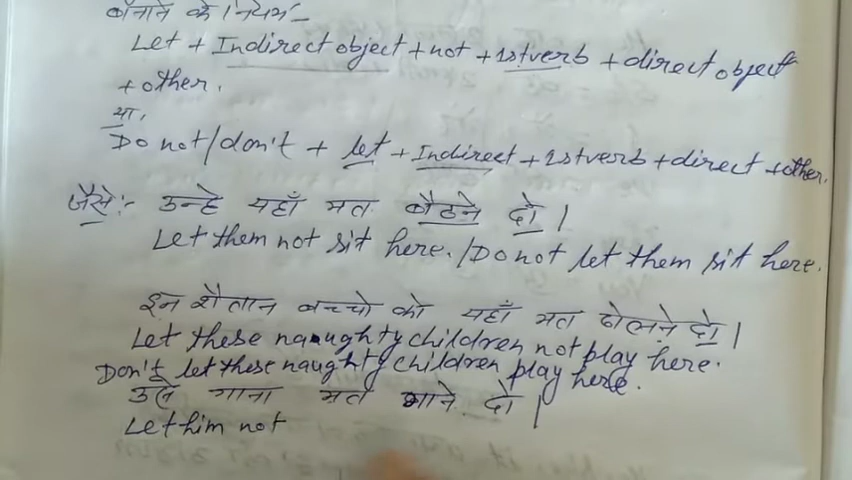 बनाने के नियम:-
Let + Indirect object + not + 1st verb + direct object
+ other.
या,
Do not/don't + let + Indirect + 1st verb + direct + other.
जैसे:- उन्हे यहाँ मत बैठने दो।
Let them not sit here./Do not let them sit here.
इन शैतान बच्चो को यहाँ मत खेलने दो।
Let these naughty children not play here.
Don't let these naughty children play here.
उसे गाना मत गाने दो।
Let him not